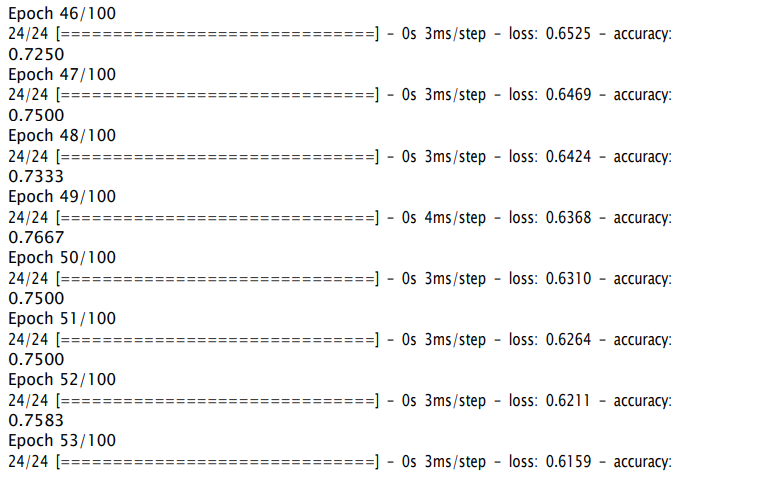 Epoch 46/100
24/24 [==============================] - 0s 3ms/step - loss: 0.6525 - accuracy:
0.7250
Epoch 47/100
24/24 [==============================] - 0s 3ms/step - loss: 0.6469 - accuracy:
0.7500
Epoch 48/100
24/24 [==============================] - 0s 3ms/step - loss: 0.6424 - accuracy:
0.7333
Epoch 49/100
24/24 [==============================] - 0s 4ms/step - loss: 0.6368 - accuracy:
0.7667
Epoch 50/100
24/24 [==============================] - 0s 3ms/step - loss: 0.6310 - accuracy:
0.7500
Epoch 51/100
24/24 [==============================] - 0s 3ms/step - loss: 0.6264 - accuracy:
0.7500
Epoch 52/100
24/24 [==============================] - 0s 3ms/step - loss: 0.6211 - accuracy:
0.7583
Epoch 53/100
24/24 [==============================] - 0s 3ms/step - loss: 0.6159 - accuracy: